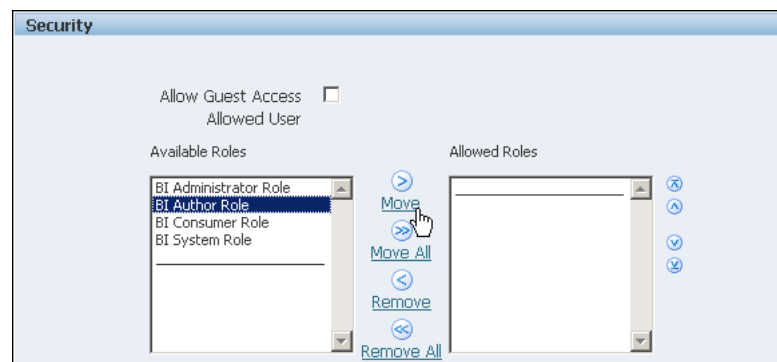 Security
Allow Guest Access
Allowed User
Available Roles
Allowed Roles
BI Administrator Role
BI Author Role
BI Consumer Role
BI System Role
Move
Move All
Remove
Remove All